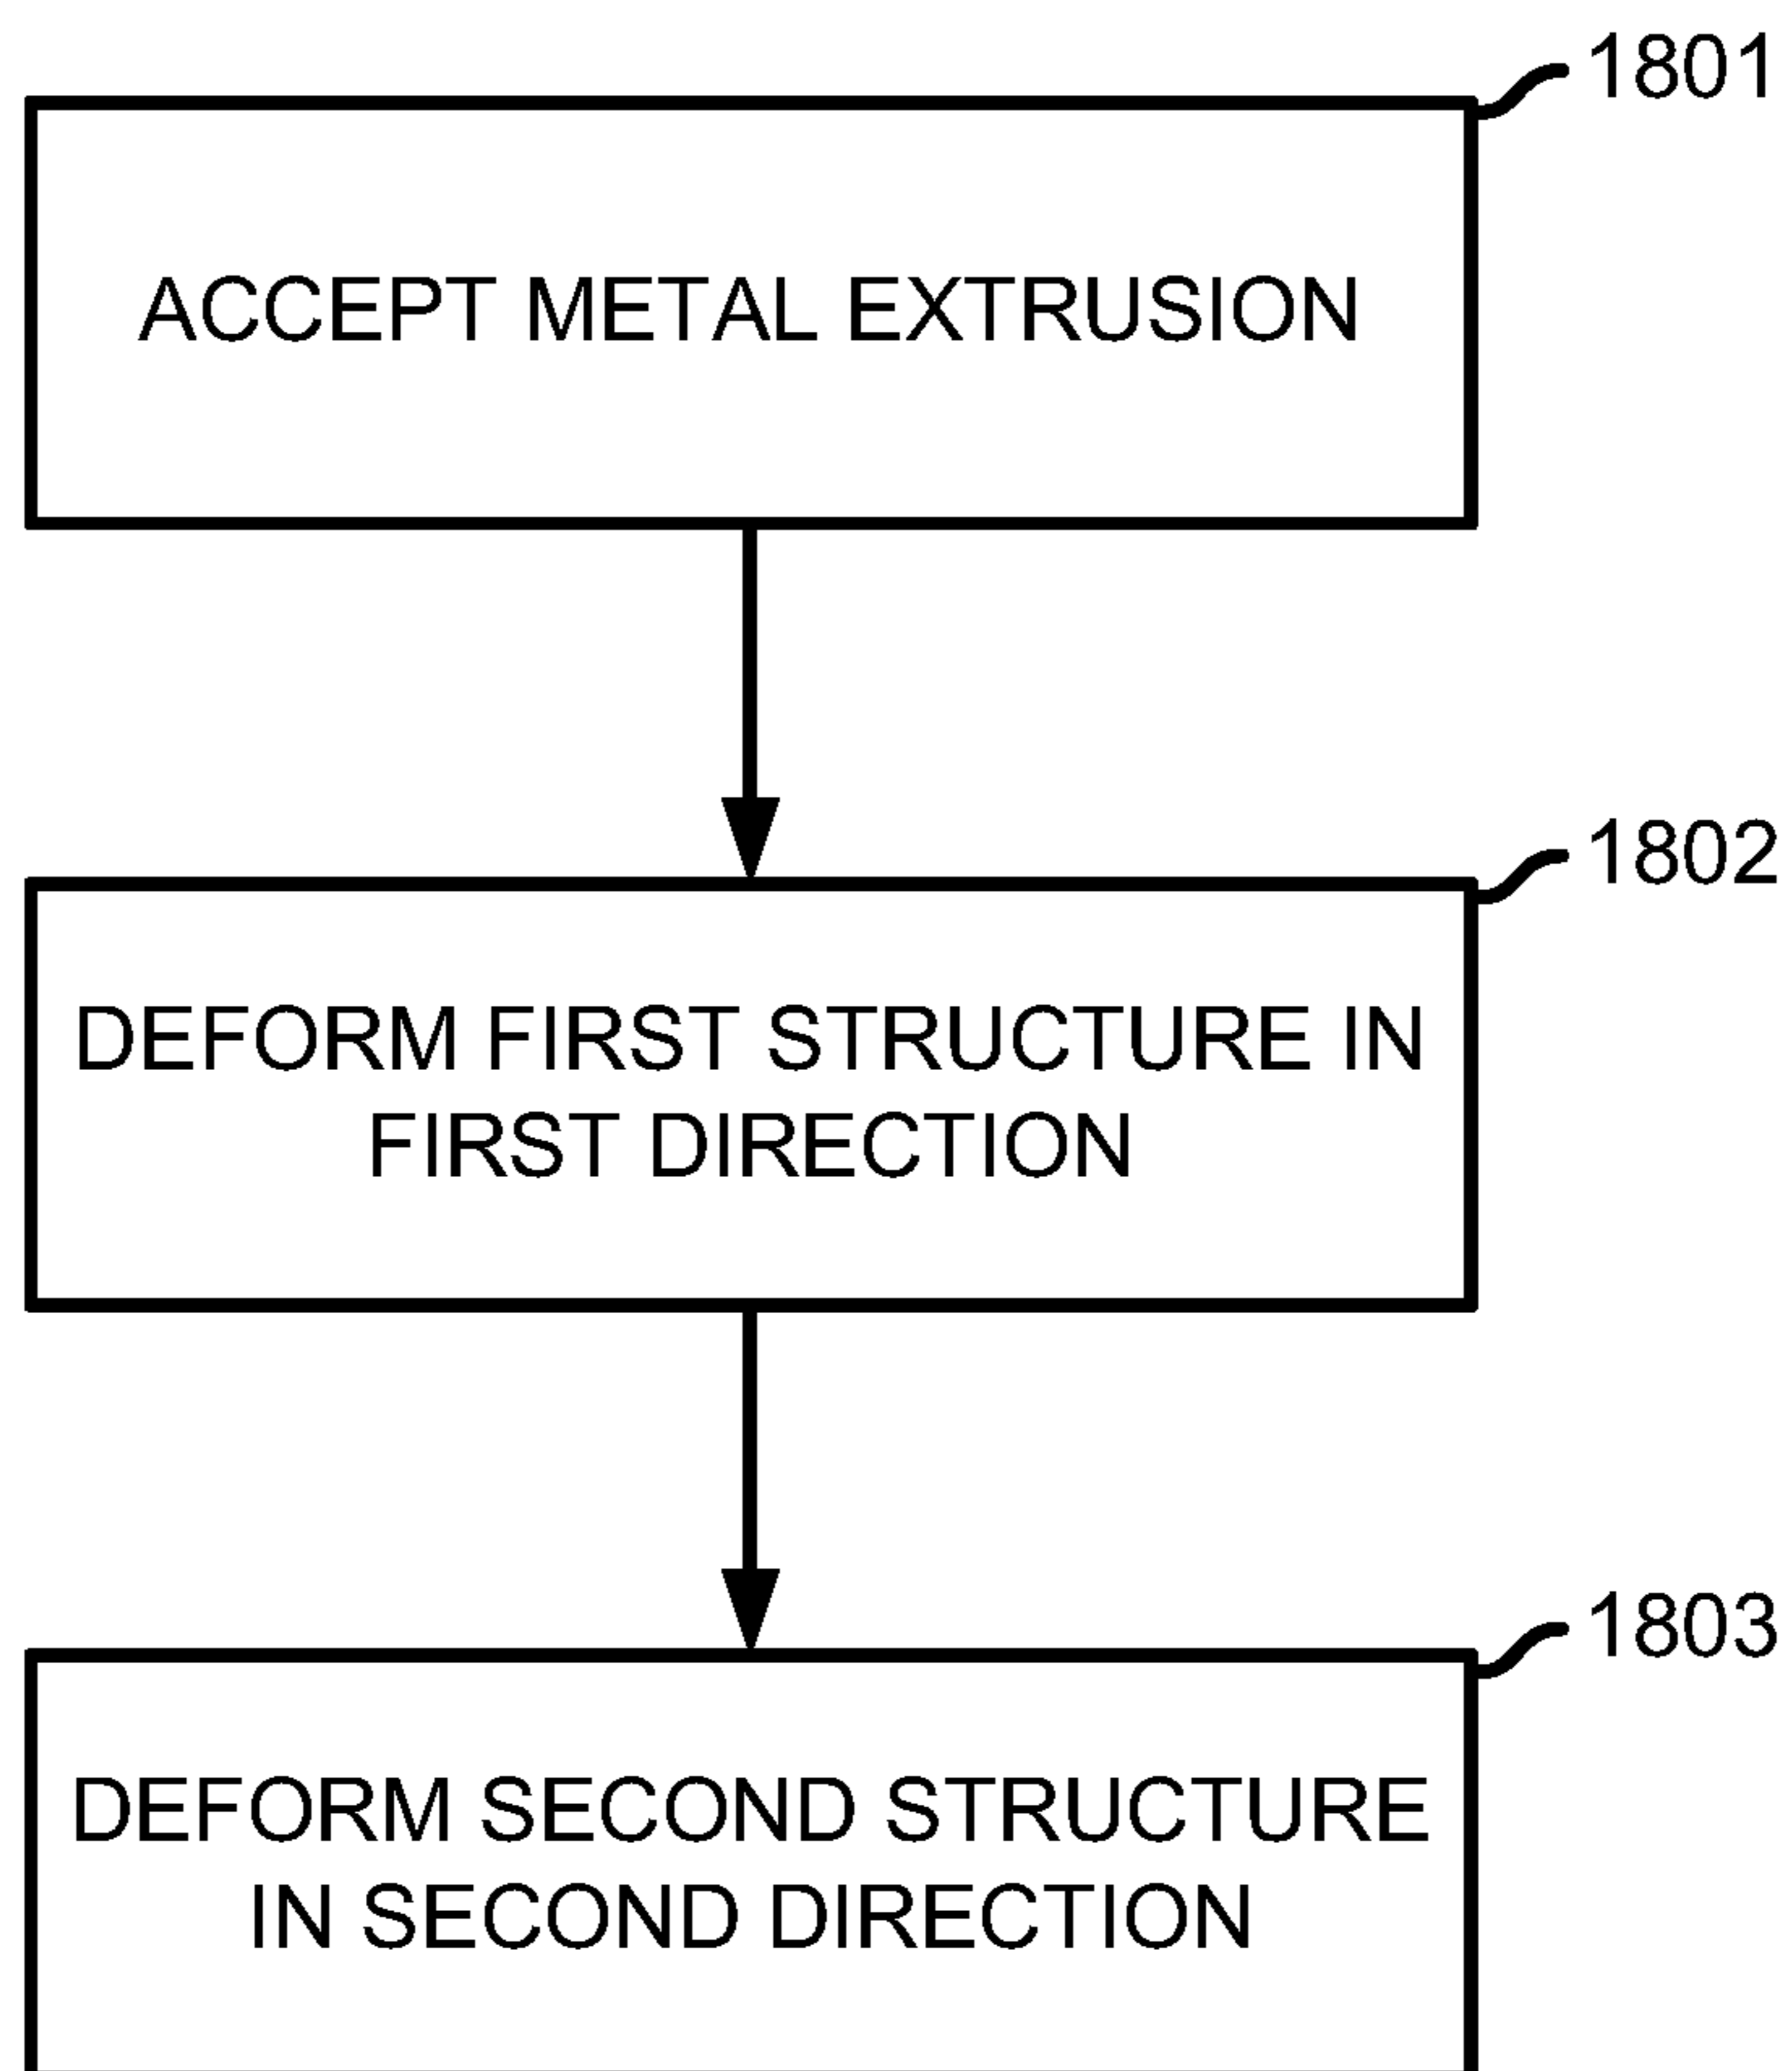 1801
ACCEPT METAL EXTRUSION
1802
DEFORM FIRST STRUCTURE IN
FIRST DIRECTION
1803
DEFORM SECOND STRUCTURE
IN SECOND DIRECTION